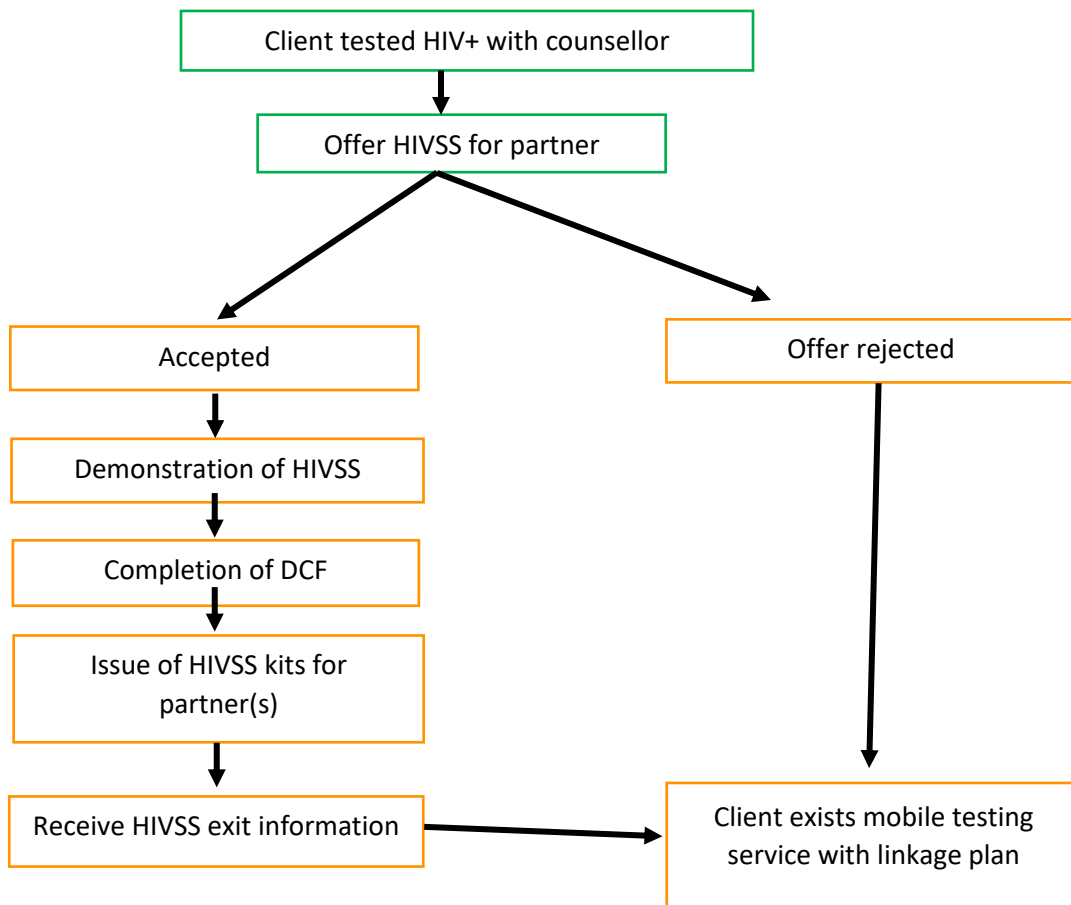 Client tested HIV+ with counsellor
Offer HIVSS for partner
Accepted
Offer rejected
Demonstration of HIVSS
Completion of DCF
Issue of HIVSS kits for
partner(s)
Receive HIVSS exit information
Client exists mobile testing
service with linkage plan